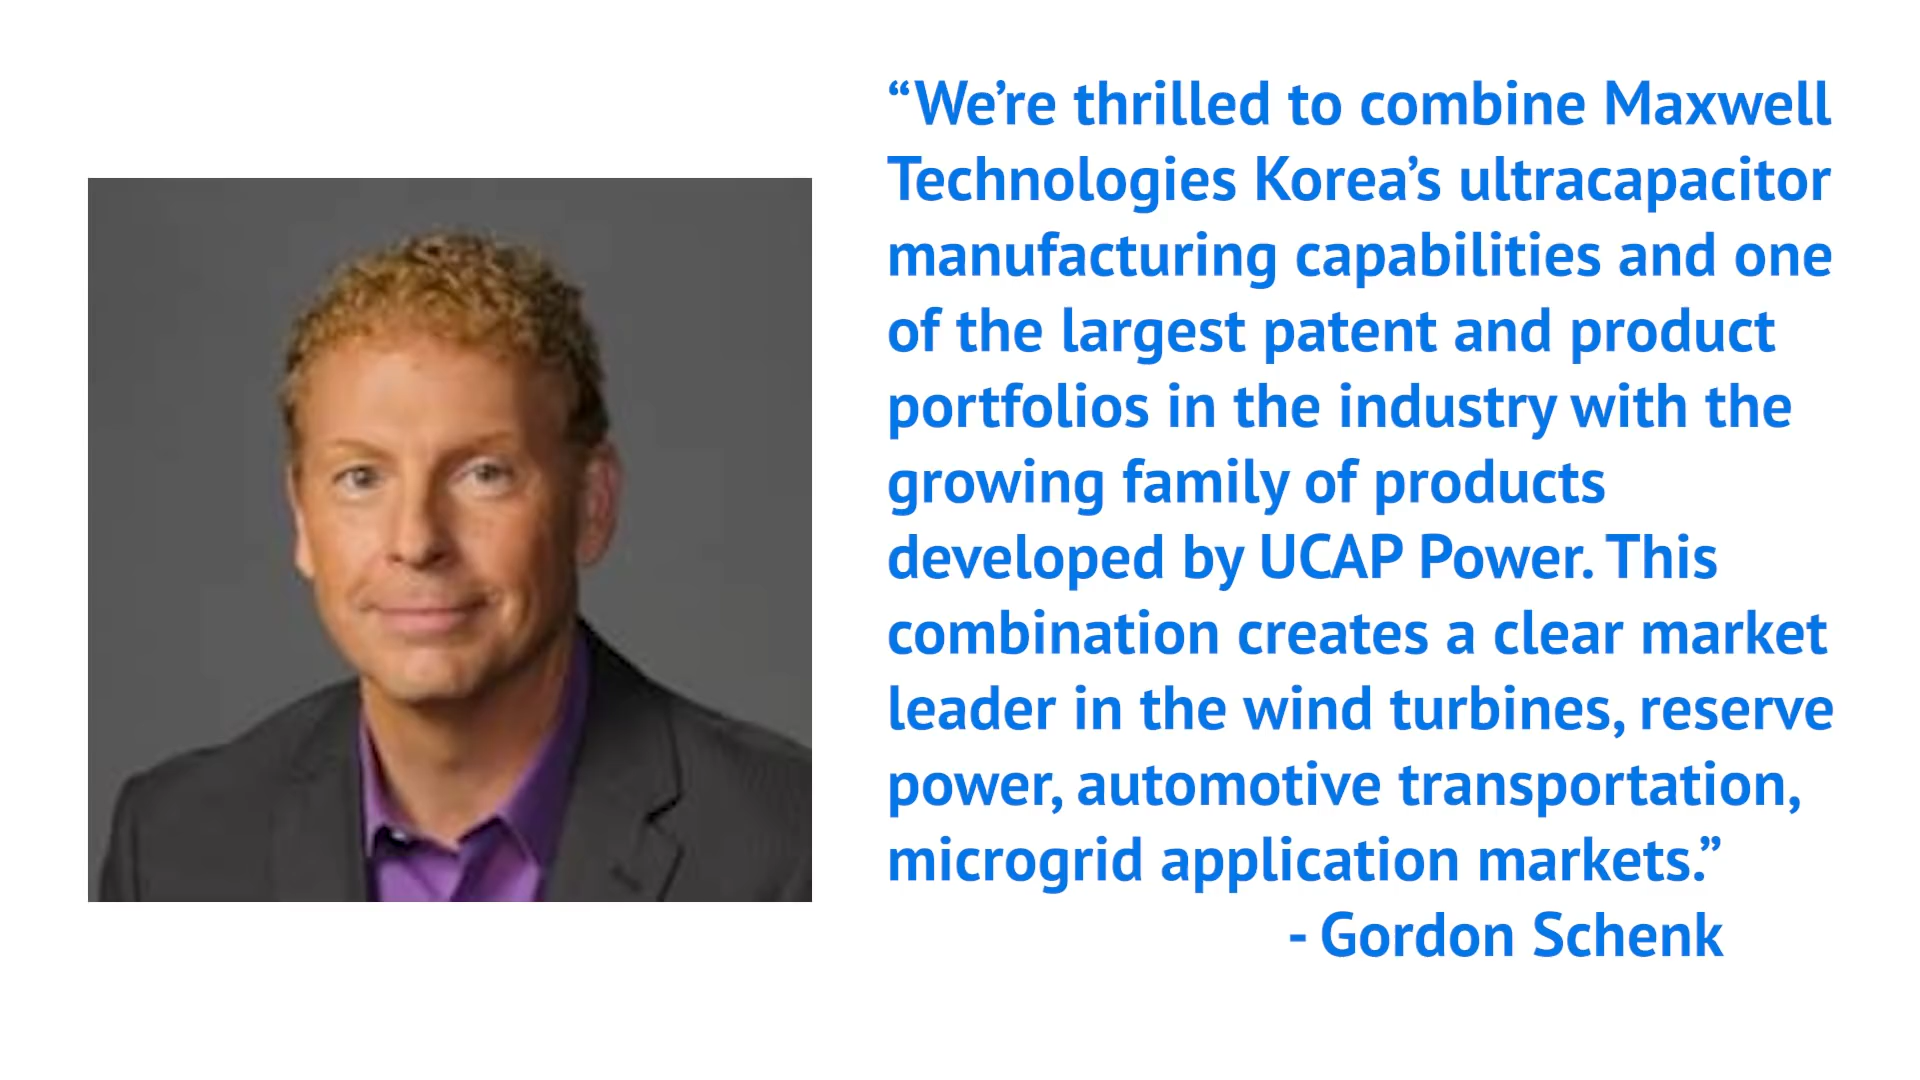 “We’re thrilled to combine Maxwell
Technologies Korea’s ultracapacitor
manufacturing capabilities and one
of the largest patent and product
portfolios in the industry with the
growing family of products
developed by UCAP Power. This
combination creates a clear market
leader in the wind turbines, reserve
power, automotive transportation,
microgrid application markets.”
- Gordon Schenk